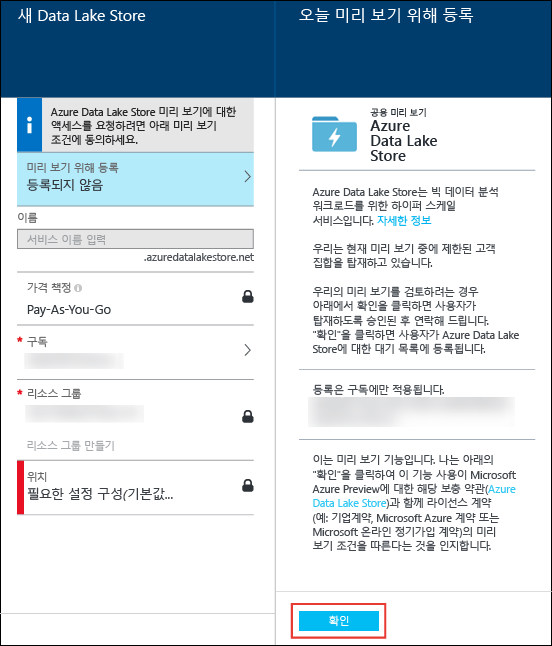 새 Data Lake Store
Azure Data Lake Store 미리 보기에 대한
액세스를 요청하려면 아래 미리 보기
조건에 동의하세요.
미리 보기 위해 등록
등록되지 않음
이름
서비스 이름 입력
.azuredatalakestore.net
가격 책정
Pay-As-You-Go
* 구독
* 리소스 그룹
리소스 그룹 만들기
위치
필요한 설정 구성(기본값...
오늘 미리 보기 위해 등록
공용 미리 보기
Azure
Data Lake
Store
Azure Data Lake Store는 빅 데이터 분석
워크로드를 위한 하이퍼 스케일
서비스입니다. 자세한 정보
우리는 현재 미리 보기 중에 제한된 고객
집합을 탑재하고 있습니다.
우리의 미리 보기를 검토하려는 경우
아래에서 확인을 클릭하면 사용자가
탑재하도록 승인된 후 연락해 드립니다.
"확인"을 클릭하면 사용자가 Azure Data Lake
Store에 대한 대기 목록에 등록됩니다.
등록은 구독에만 적용됩니다.
이는 미리 보기 기능입니다. 나는 아래의
"확인"을 클릭하여 이 기능 사용이 Microsoft
Azure Preview에 대한 해당 보충 약관(Azure
Data Lake Store)과 함께 라이선스 계약
(예: 기업계약, Microsoft Azure 계약 또는
Microsoft 온라인 정기가입 계약)의 미리
보기 조건을 따른다는 것을 인지합니다.
확인